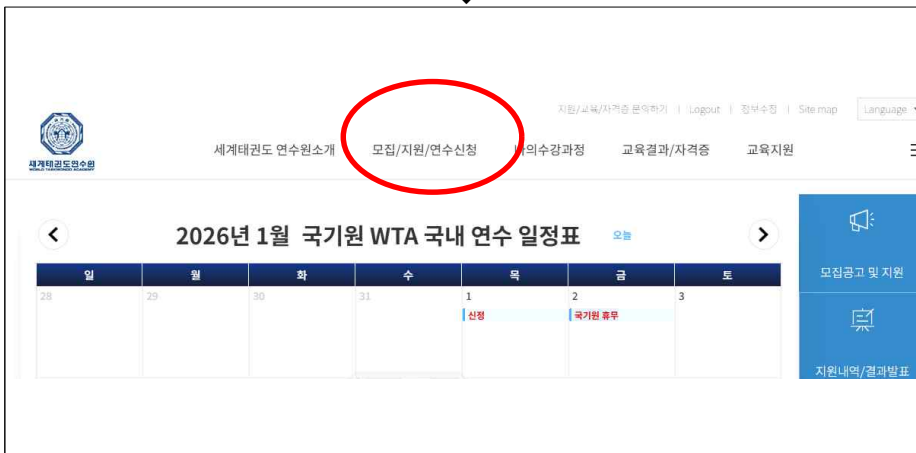 지원/교육/자격증 문의하기 | Logout | 정부수정 | Site map Language
세계태권도연수원
WORLD TAEKWONDO ACADEMY
세계태권도 연수원소개 모집/지원/연수신청 나의수강과정 교육결과/자격증 교육지원
2026년 1월 국기원 WTA 국내 연수 일정표 오늘
일 월 화 수 목 금 토
28 29 30 31 1 2 3
신정 국기원 휴무
모집공고 및 지원
지원내역/결과발표